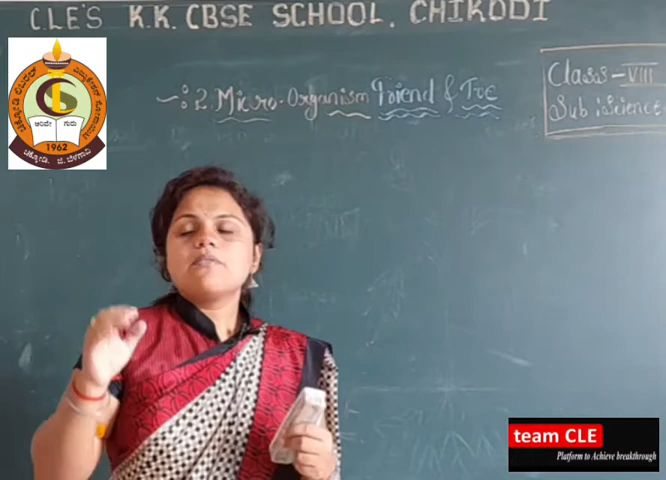 C.L.E'S K.K. CBSE SCHOOL, CHIKODI
2. Micro-Organism Friend & Foe
Class - VIII
Sub : Science
ಅರಿವೇ ಗುರು
1962
team CLE
Platform to Achieve breakthrough